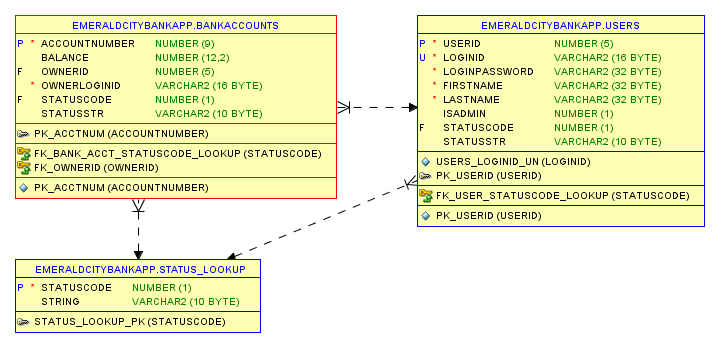 EMERALDCITYBANKAPP.BANKACCOUNTS
P * ACCOUNTNUMBER NUMBER (9)
BALANCE NUMBER (12,2)
F OWNERID NUMBER (5)
* OWNERLOGINID VARCHAR2 (16 BYTE)
F STATUSCODE NUMBER (1)
STATUSSTR VARCHAR2 (10 BYTE)
PK_ACCTNUM (ACCOUNTNUMBER)
FK_BANK_ACCT_STATUSCODE_LOOKUP (STATUSCODE)
FK_OWNERID (OWNERID)
PK_ACCTNUM (ACCOUNTNUMBER)
EMERALDCITYBANKAPP.USERS
P * USERID NUMBER (5)
U * LOGINID VARCHAR2 (16 BYTE)
* LOGINPASSWORD VARCHAR2 (32 BYTE)
* FIRSTNAME VARCHAR2 (32 BYTE)
* LASTNAME VARCHAR2 (32 BYTE)
ISADMIN NUMBER (1)
F STATUSCODE NUMBER (1)
STATUSSTR VARCHAR2 (10 BYTE)
USERS_LOGINID_UN (LOGINID)
PK_USERID (USERID)
FK_USER_STATUSCODE_LOOKUP (STATUSCODE)
PK_USERID (USERID)
EMERALDCITYBANKAPP.STATUS_LOOKUP
P * STATUSCODE NUMBER (1)
STRING VARCHAR2 (10 BYTE)
STATUS_LOOKUP_PK (STATUSCODE)